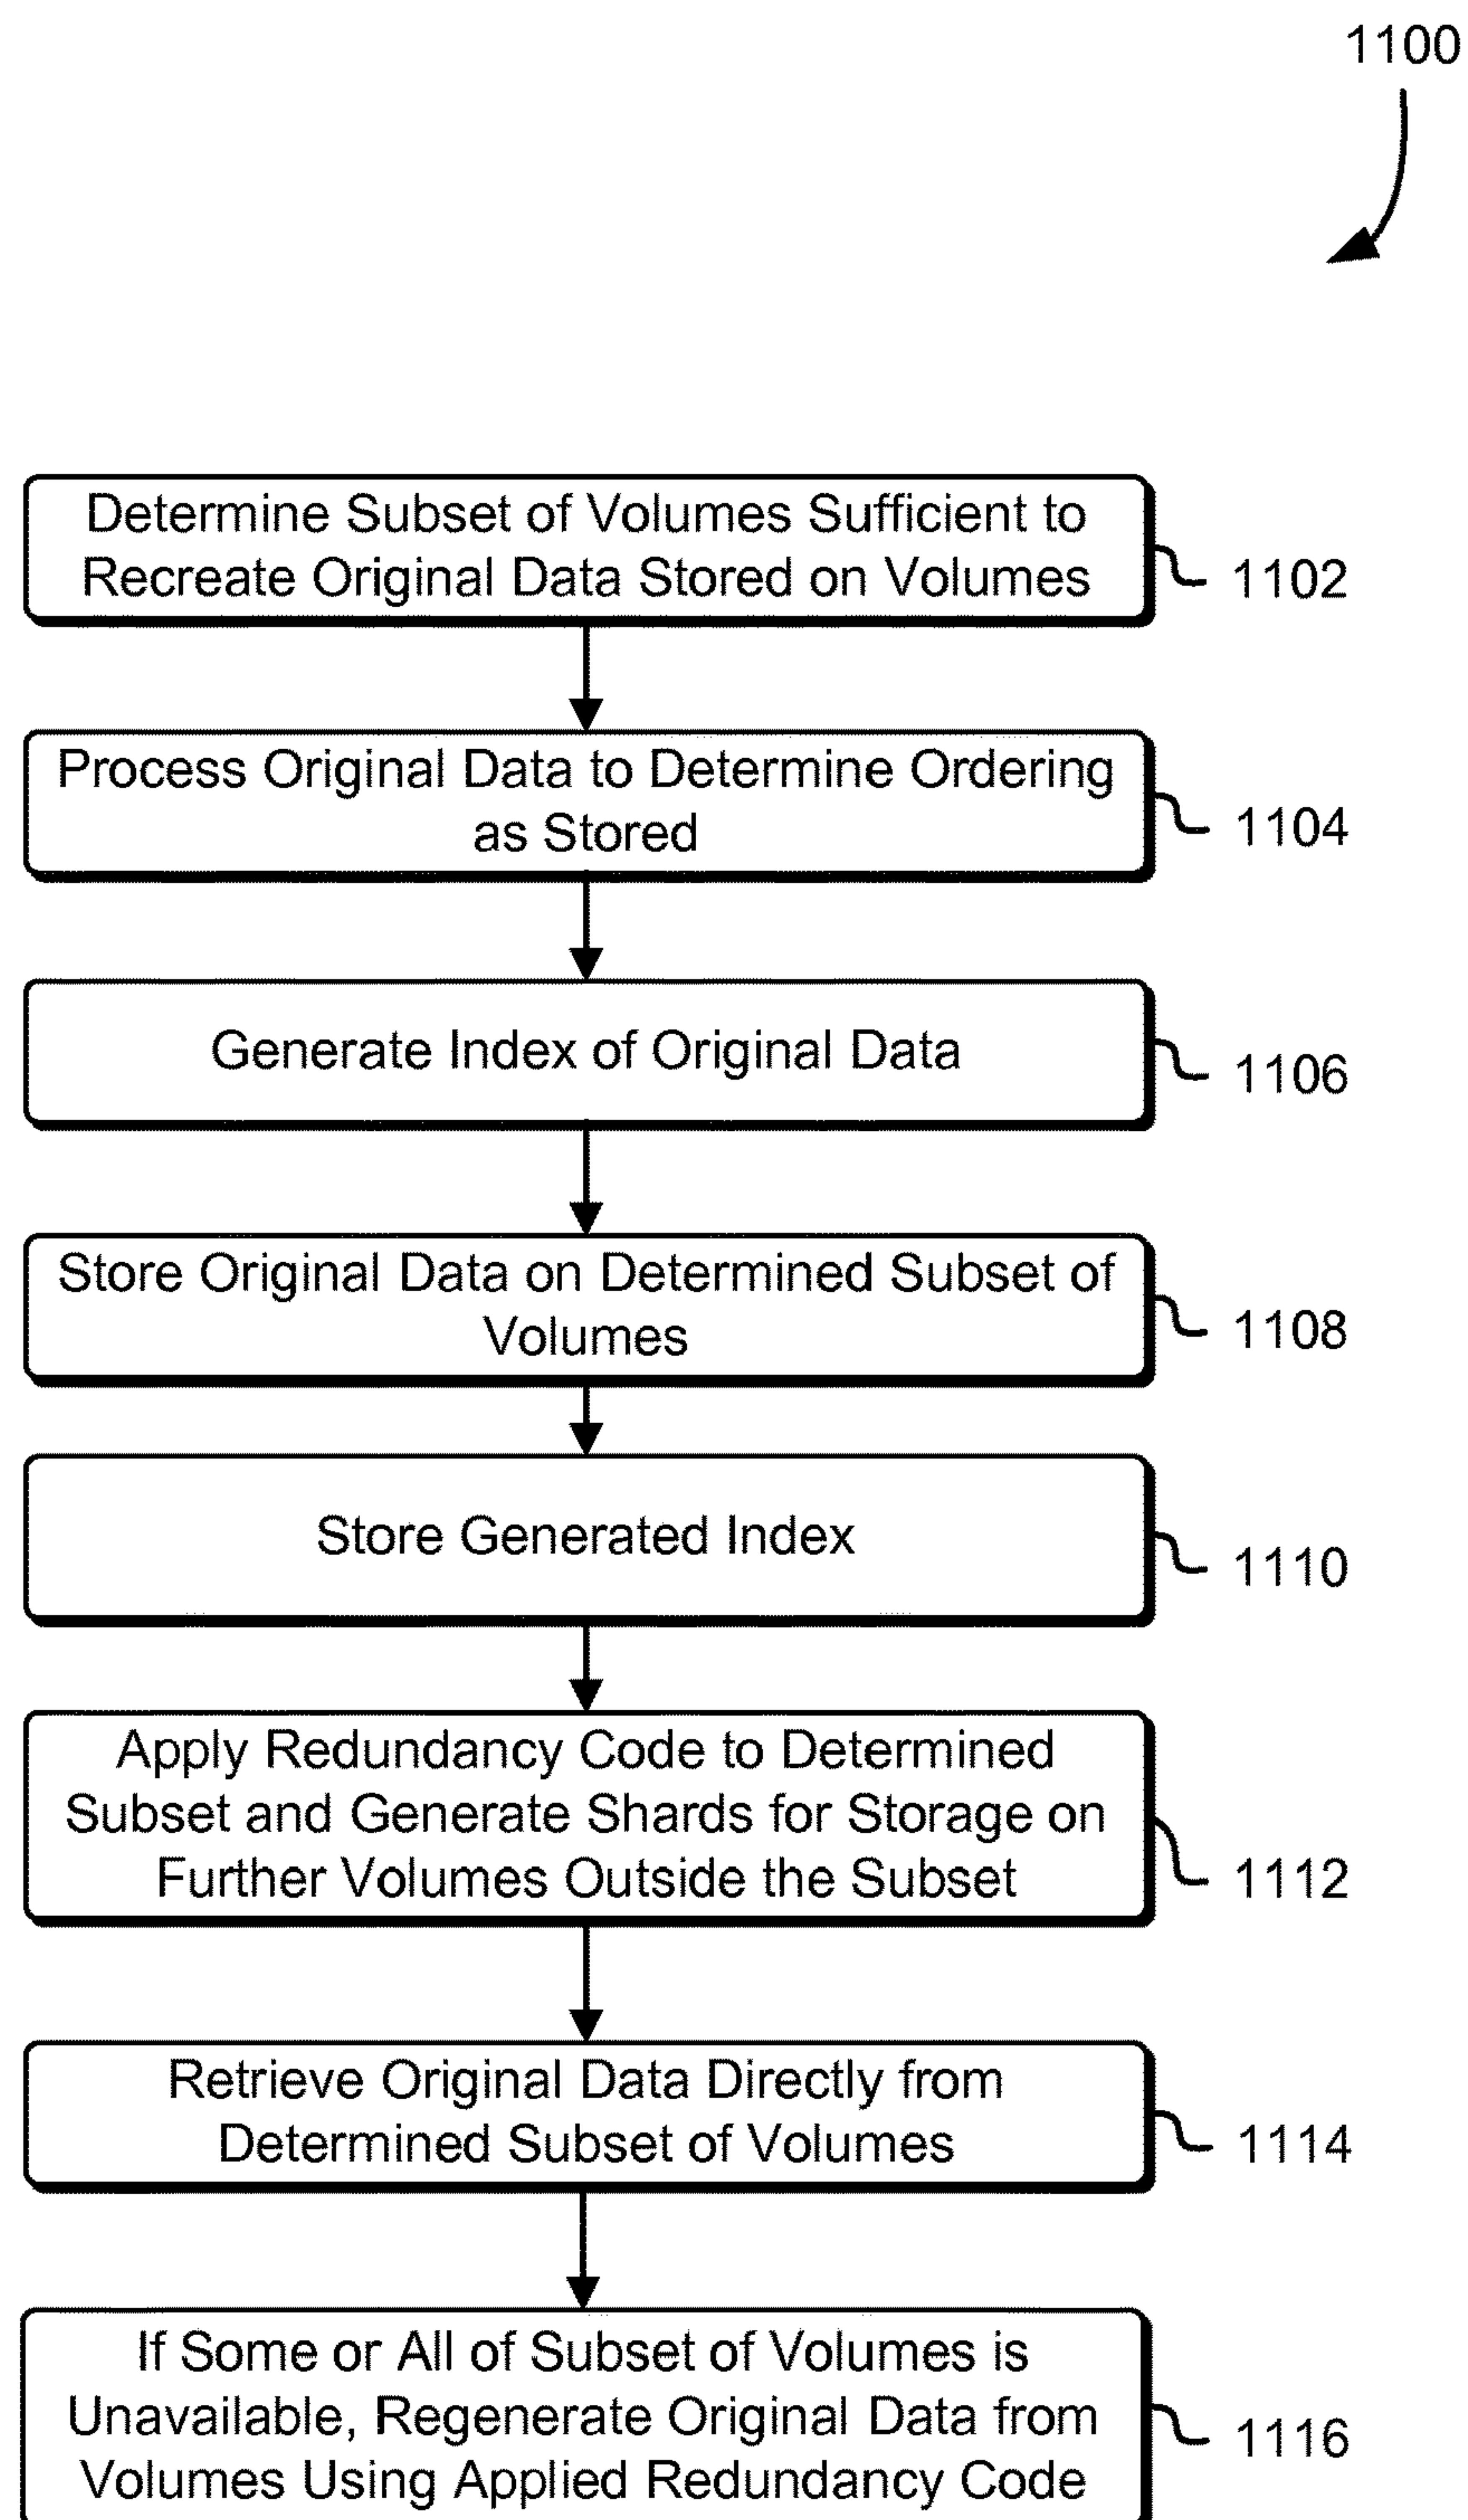 1100
Determine Subset of Volumes Sufficient to
Recreate Original Data Stored on Volumes
1102
Process Original Data to Determine Ordering
as Stored
1104
Generate Index of Original Data
1106
Store Original Data on Determined Subset of
Volumes
1108
Store Generated Index
1110
Apply Redundancy Code to Determined
Subset and Generate Shards for Storage on
Further Volumes Outside the Subset
1112
Retrieve Original Data Directly from
Determined Subset of Volumes
1114
If Some or All of Subset of Volumes is
Unavailable, Regenerate Original Data from
Volumes Using Applied Redundancy Code
1116